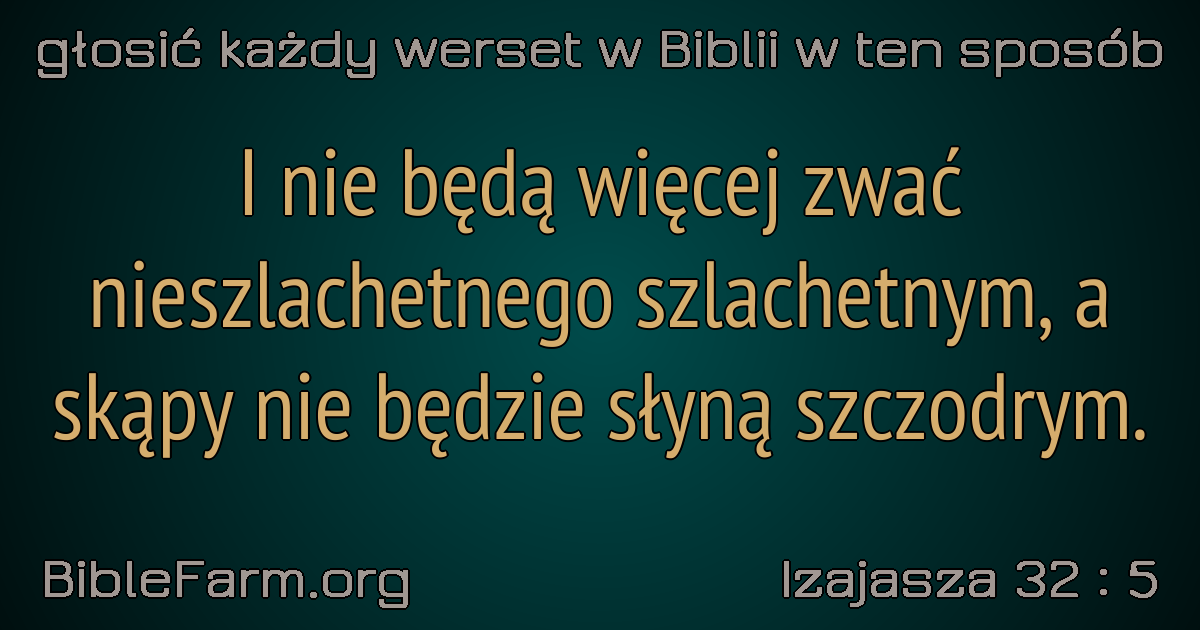 głosić każdy werset w Biblii w ten sposób
I nie będą więcej zwać
nieszlachetnego szlachetnym, a
skąpy nie będzie słyną szczodrym.
BibleFarm.org
Izajasza 32 : 5